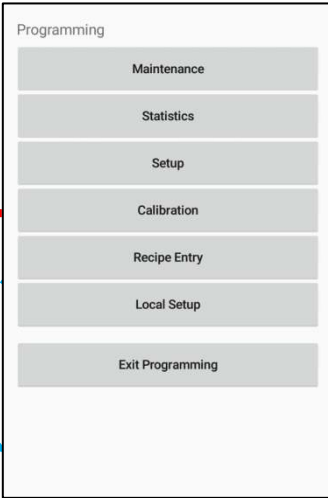 Programming
Maintenance
Statistics
Setup
Calibration
Recipe Entry
Local Setup
Exit Programming